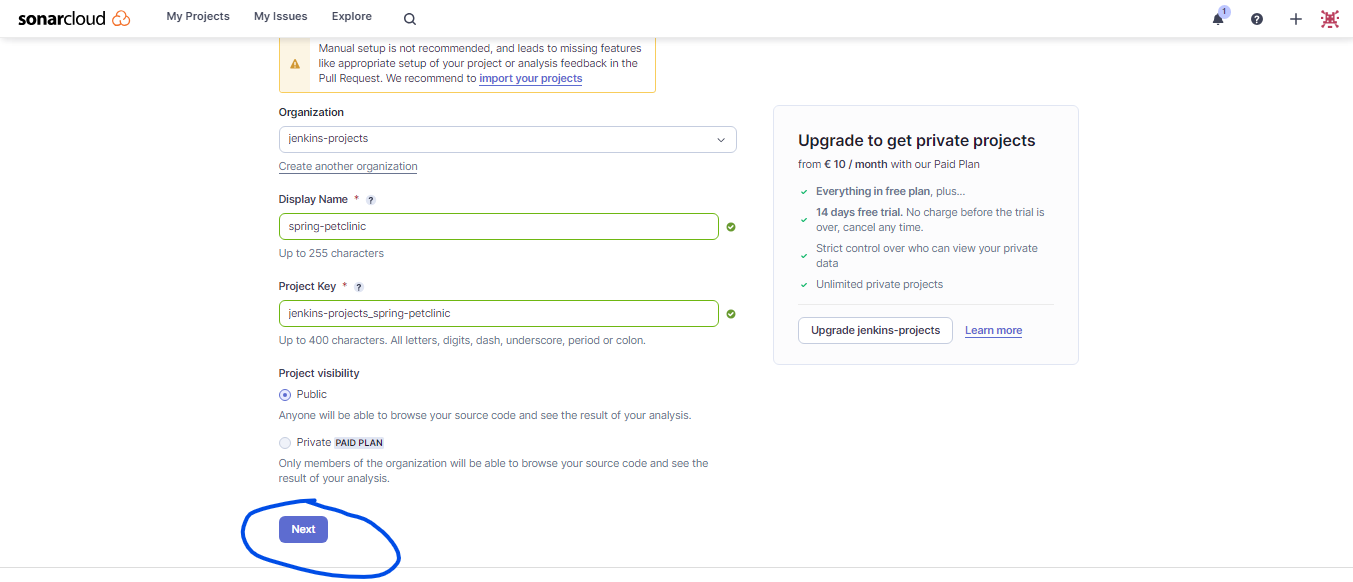 sonarcloud My Projects My Issues Explore 1
Manual setup is not recommended, and leads to missing features
like appropriate setup of your project or analysis feedback in the
Pull Request. We recommend to import your projects
Organization
jenkins-projects
Create another organization
Display Name * ?
spring-petclinic
Up to 255 characters
Project Key * ?
jenkins-projects_spring-petclinic
Up to 400 characters. All letters, digits, dash, underscore, period or colon.
Project visibility
Public
Anyone will be able to browse your source code and see the result of your analysis.
Private PAID PLAN
Only members of the organization will be able to browse your source code and see the
result of your analysis.
Next
Upgrade to get private projects
from € 10 / month with our Paid Plan
Everything in free plan, plus...
14 days free trial. No charge before the trial is
over, cancel any time.
Strict control over who can view your private
data
Unlimited private projects
Upgrade jenkins-projects Learn more